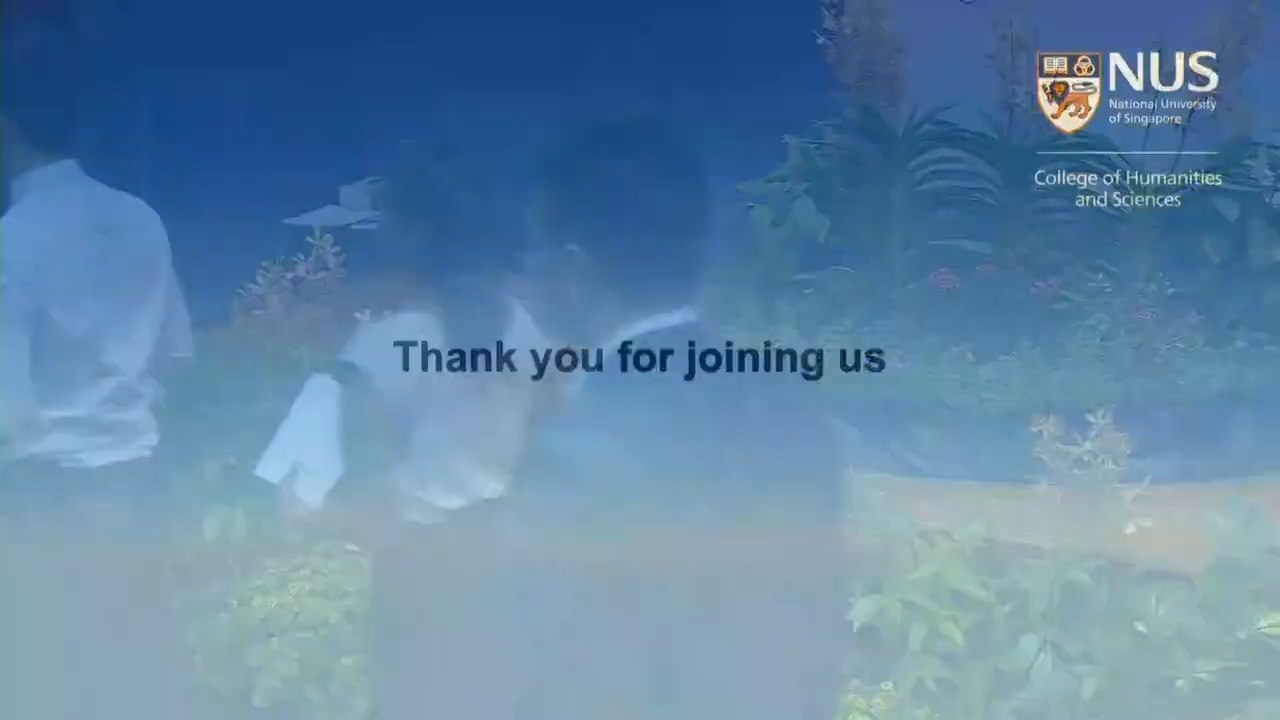 NUS
National University
of Singapore
College of Humanities
and Sciences
Thank you for joining us